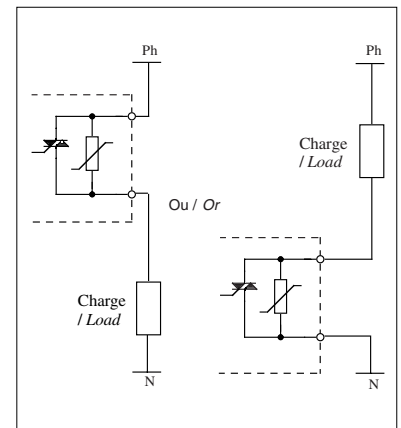 Ph
Charge
/ Load
N
Ou / Or
Ph
Charge
/ Load
N